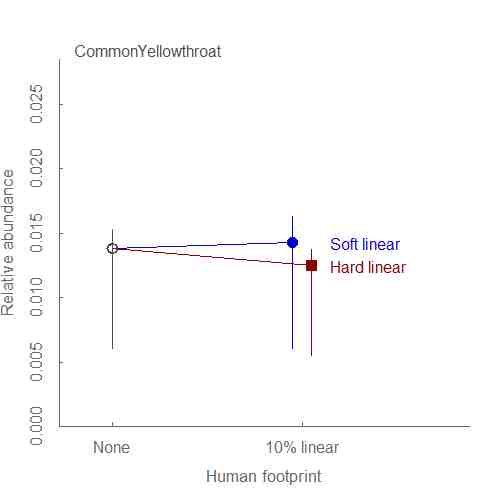 CommonYellowthroat
Relative abundance
0.025
0.020
0.015
0.010
0.005
0.000
Soft linear
Hard linear
None
10% linear
Human footprint